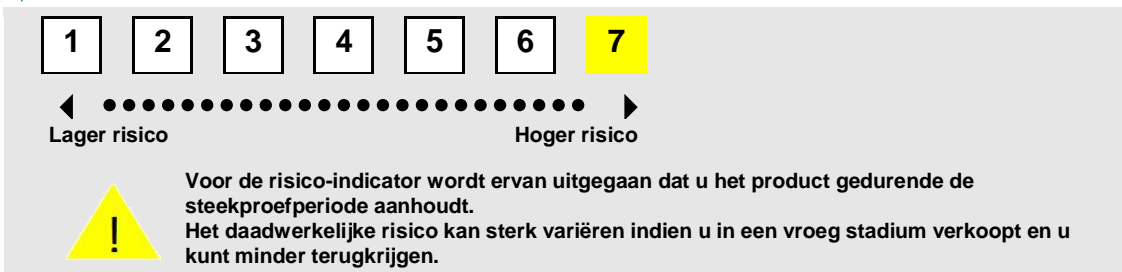 1 2 3 4 5 6 7
Lager risico Hoger risico
!
Voor de risico-indicator wordt ervan uitgegaan dat u het product gedurende de
steekproefperiode aanhoudt.
Het daadwerkelijke risico kan sterk variëren indien u in een vroeg stadium verkoopt en u
kunt minder terugkrijgen.